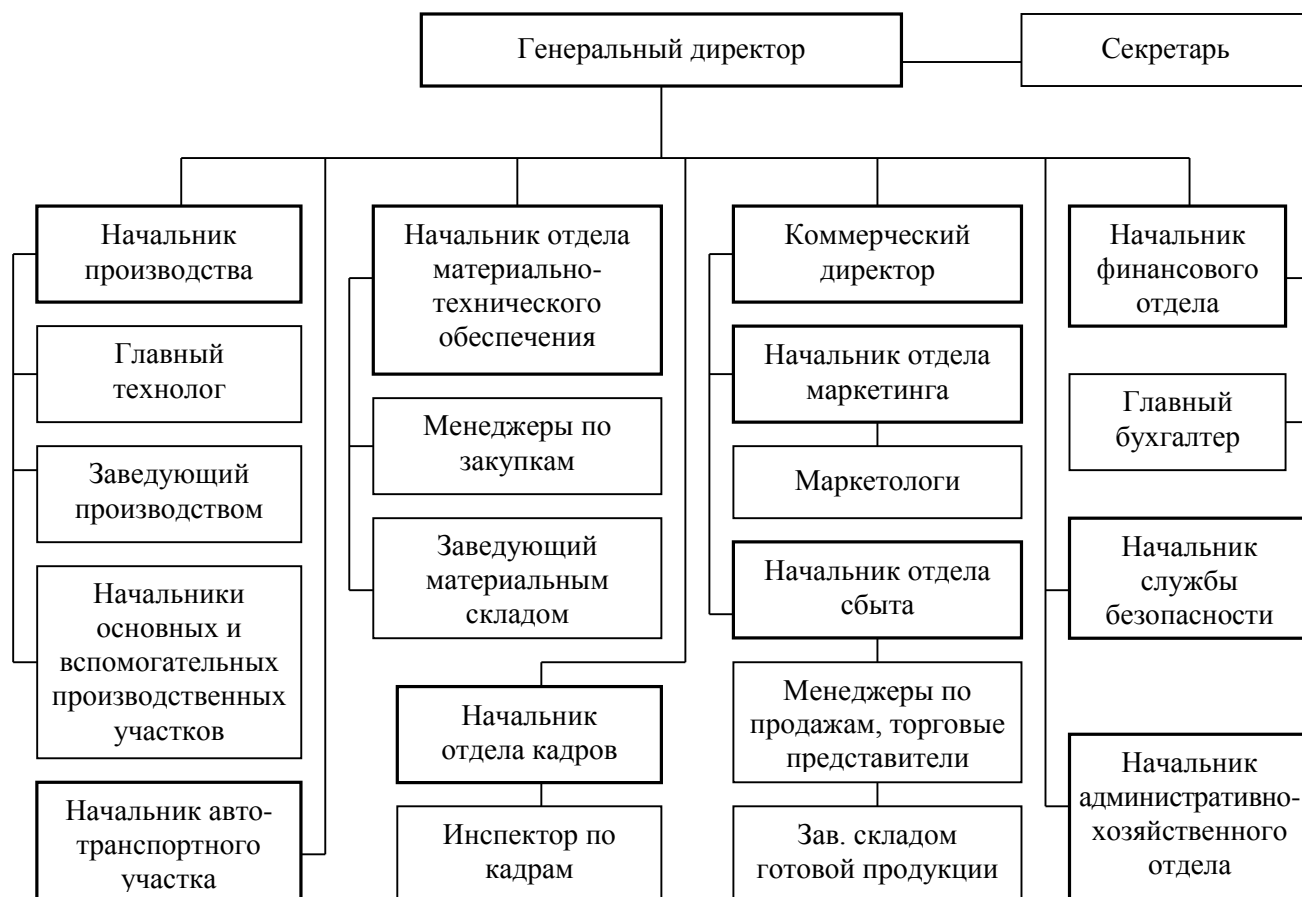 Генеральный директор
Секретарь
Начальник
производства
Главный
технолог
Заведующий
производством
Начальники
основных и
вспомогательных
производственных
участков
Начальник авто-
транспортного
участка
Начальник отдела
материально-
технического
обеспечения
Менеджеры по
закупкам
Заведующий
материальным
складом
Начальник
отдела кадров
Инспектор по
кадрам
Коммерческий
директор
Начальник отдела
маркетинга
Маркетологи
Начальник отдела
сбыта
Менеджеры по
продажам, торговые
представители
Зав. складом
готовой продукции
Начальник
финансового
отдела
Главный
бухгалтер
Начальник
службы
безопасности
Начальник
административно-
хозяйственного
отдела